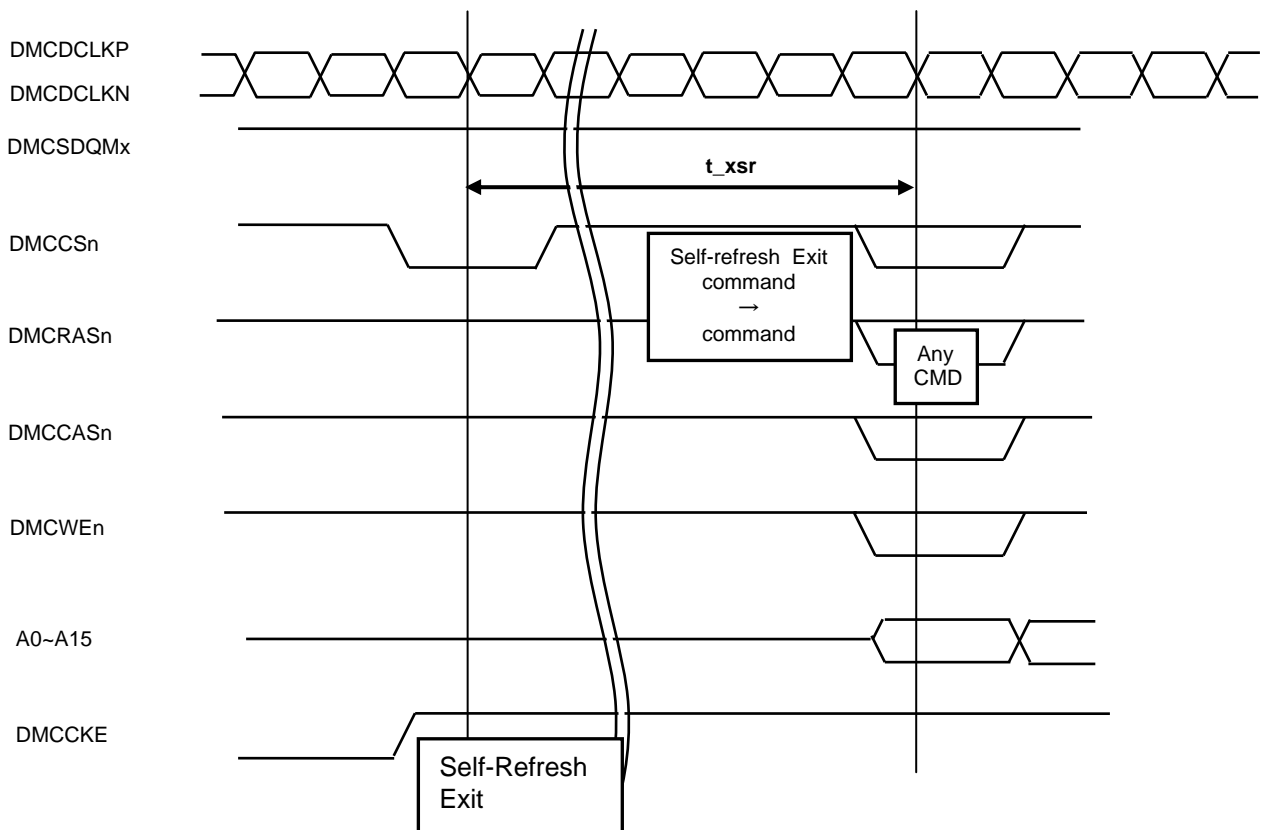 DMCDCLKP
DMCDCLKN
DMCSDQMx
t_xsr
DMCCSn
Self-refresh Exit
command
→
command
DMCRASn
Any
CMD
DMCCASn
DMCWEn
A0~A15
DMCCKE
Self-Refresh
Exit